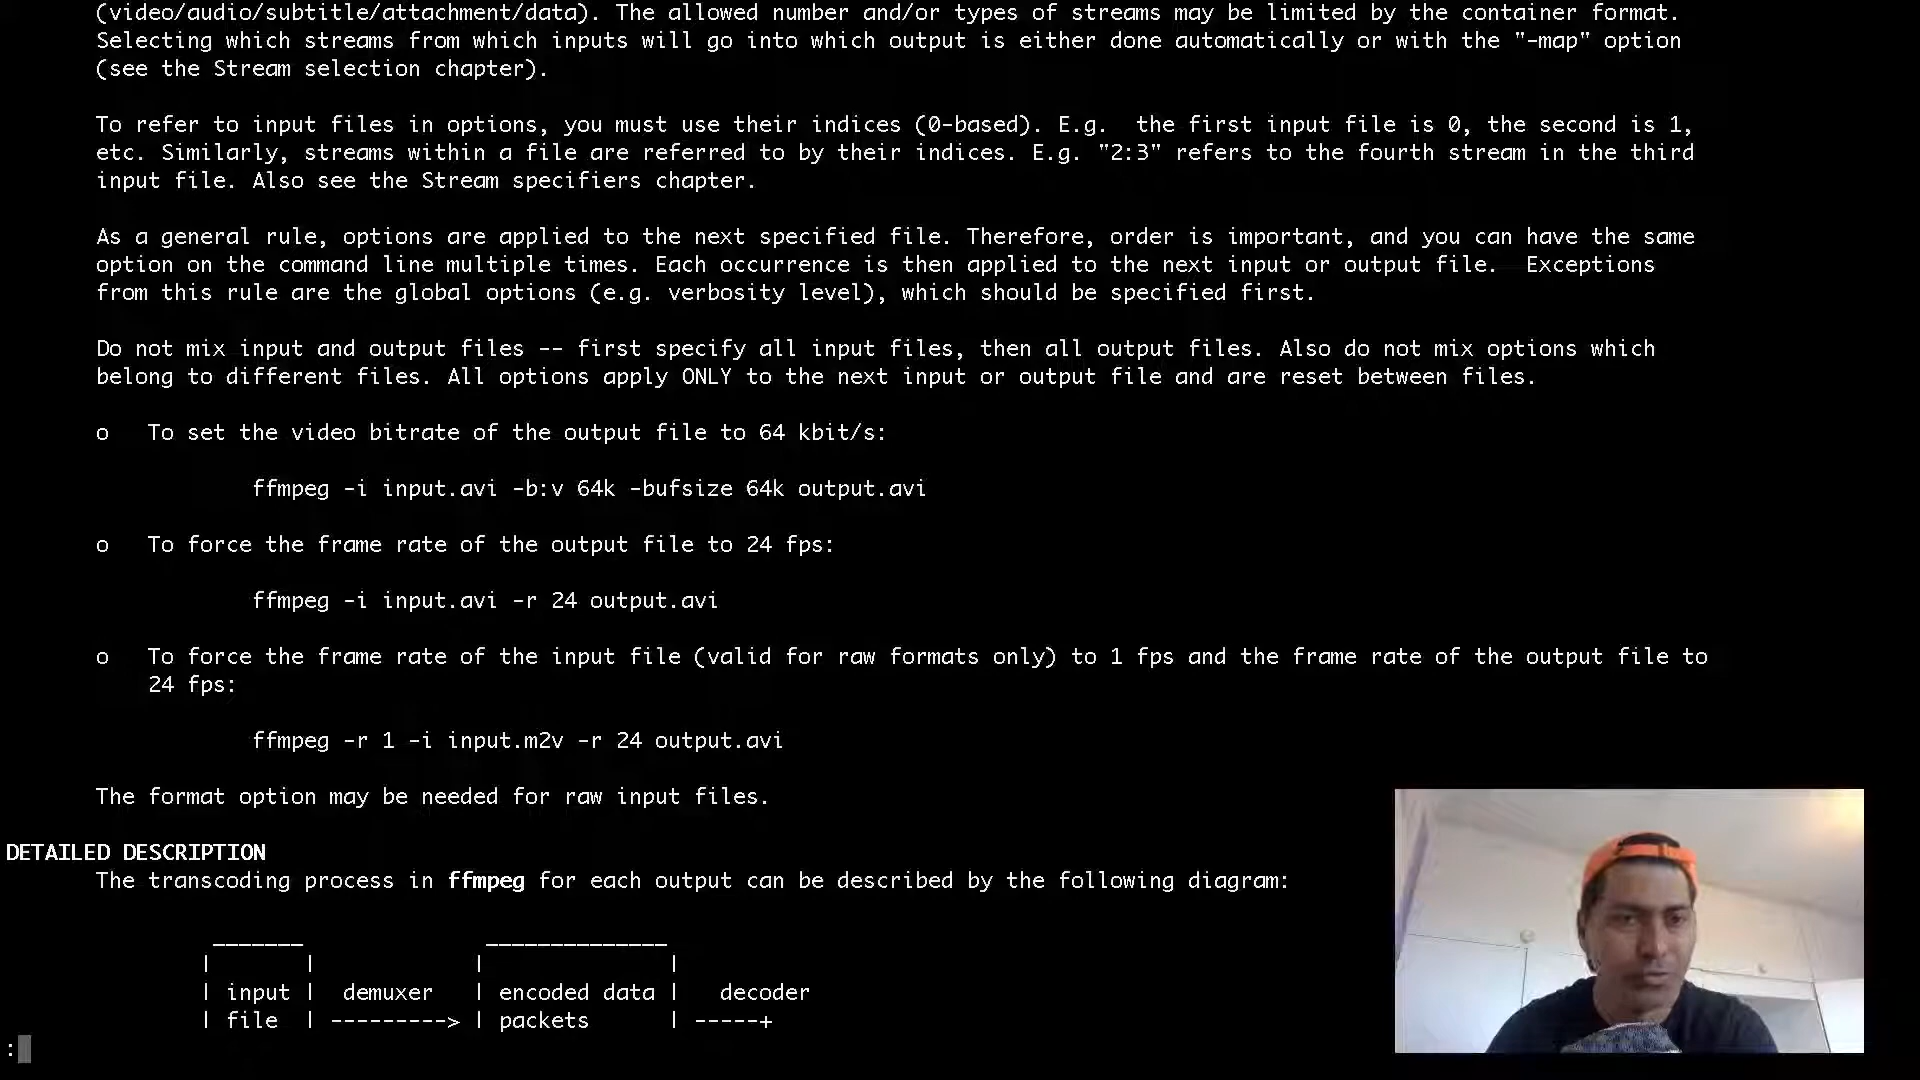 (video/audio/subtitle/attachment/data). The allowed number and/or types of streams may be limited by the container format.
Selecting which streams from which inputs will go into which output is either done automatically or with the "-map" option
(see the Stream selection chapter).
To refer to input files in options, you must use their indices (0-based). E.g.  the first input file is 0, the second is 1,
etc. Similarly, streams within a file are referred to by their indices. E.g. "2:3" refers to the fourth stream in the third
input file. Also see the Stream specifiers chapter.
As a general rule, options are applied to the next specified file. Therefore, order is important, and you can have the same
option on the command line multiple times. Each occurrence is then applied to the next input or output file.  Exceptions
from this rule are the global options (e.g. verbosity level), which should be specified first.
Do not mix input and output files -- first specify all input files, then all output files. Also do not mix options which
belong to different files. All options apply ONLY to the next input or output file and are reset between files.
o   To set the video bitrate of the output file to 64 kbit/s:
ffmpeg -i input.avi -b:v 64k -bufsize 64k output.avi
o   To force the frame rate of the output file to 24 fps:
ffmpeg -i input.avi -r 24 output.avi
o   To force the frame rate of the input file (valid for raw formats only) to 1 fps and the frame rate of the output file to
24 fps:
ffmpeg -r 1 -i input.m2v -r 24 output.avi
The format option may be needed for raw input files.
DETAILED DESCRIPTION
The transcoding process in ffmpeg for each output can be described by the following diagram:
 _______              ______________
|       |            |              |
| input |  demuxer   | encoded data |   decoder
| file  | ---------> | packets      | -----+
: